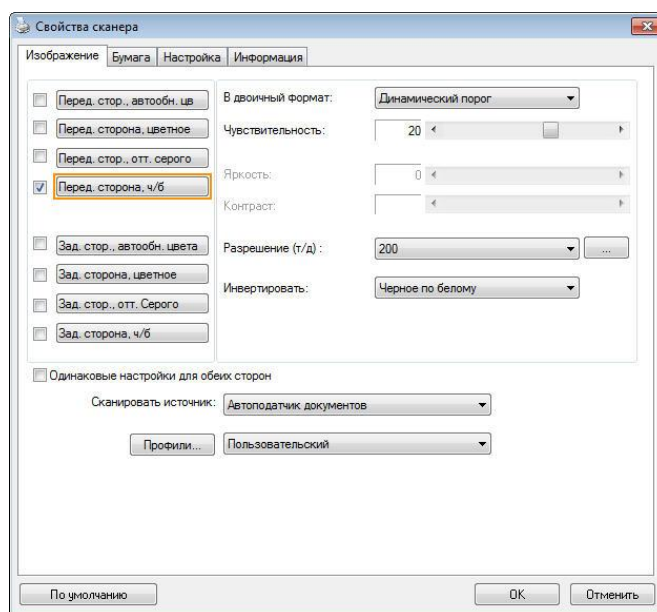 Свойства сканера
Изображение Бумага Настройка Информация
Перед. стор., автообн. цв
Перед. сторона, цветное
Перед. стор., отт. серого
Перед. сторона, ч/б
Зад. стор., автообн. цвета
Зад. сторона, цветное
Зад. стор., отт. Серого
Зад. сторона, ч/б
В двоичный формат: Динамический порог
Чувствительность: 20
Яркость: 0
Контраст:
Разрешение (т/д) : 200 ...
Инвертировать: Черное по белому
Одинаковые настройки для обеих сторон
Сканировать источник: Автоподатчик документов
Профили... Пользовательский
По умолчанию OK Отменить